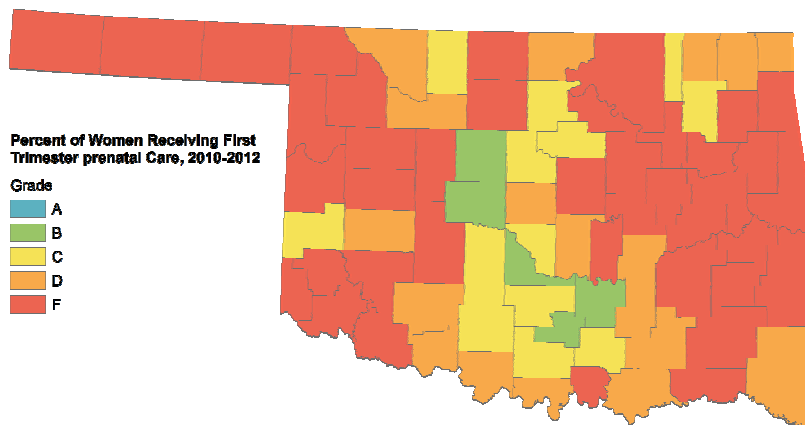 Percent of Women Receiving First
Trimester prenatal Care, 2010-2012
Grade
A
B
C
D
F